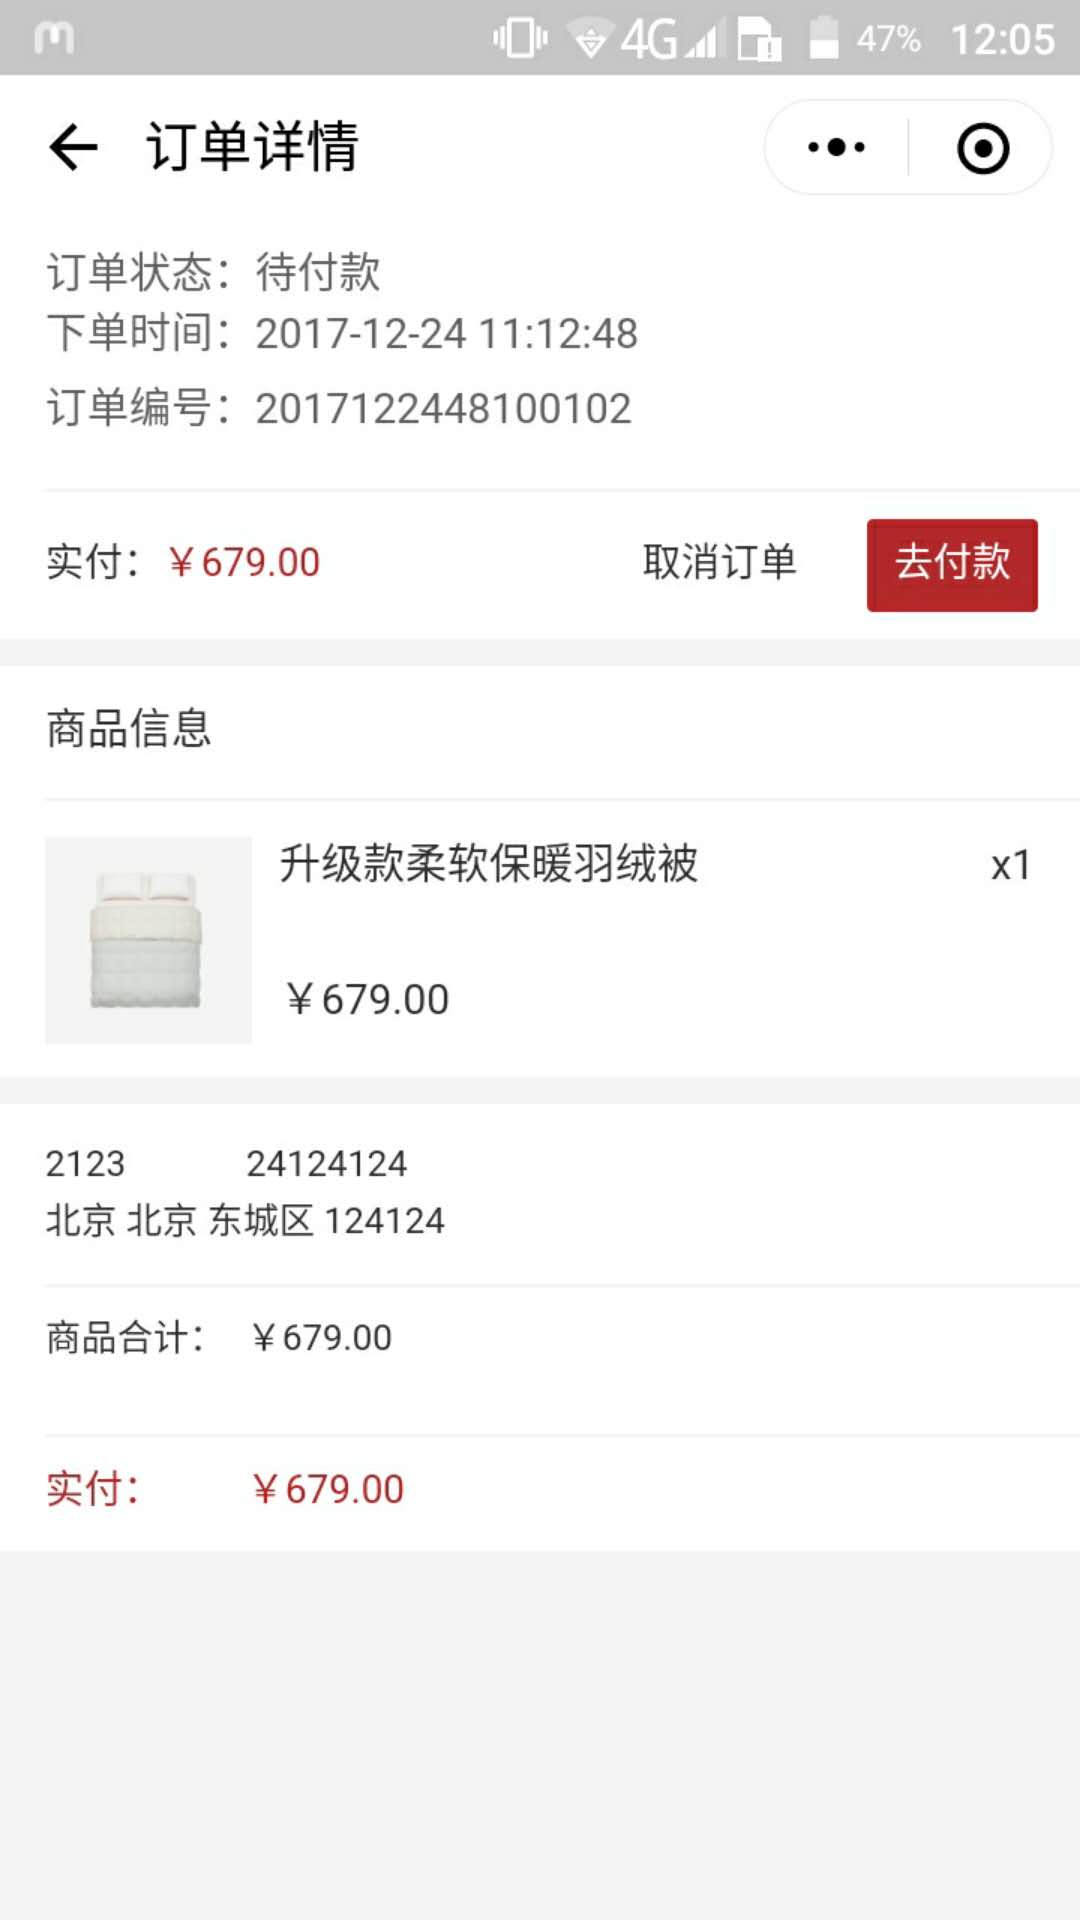 4G 47% 12:05
订单详情
订单状态：待付款
下单时间：2017-12-24 11:12:48
订单编号：2017122448100102
实付：￥679.00 取消订单 去付款
商品信息
升级款柔软保暖羽绒被 x1
￥679.00
2123 24124124
北京 北京 东城区 124124
商品合计：￥679.00
实付：￥679.00